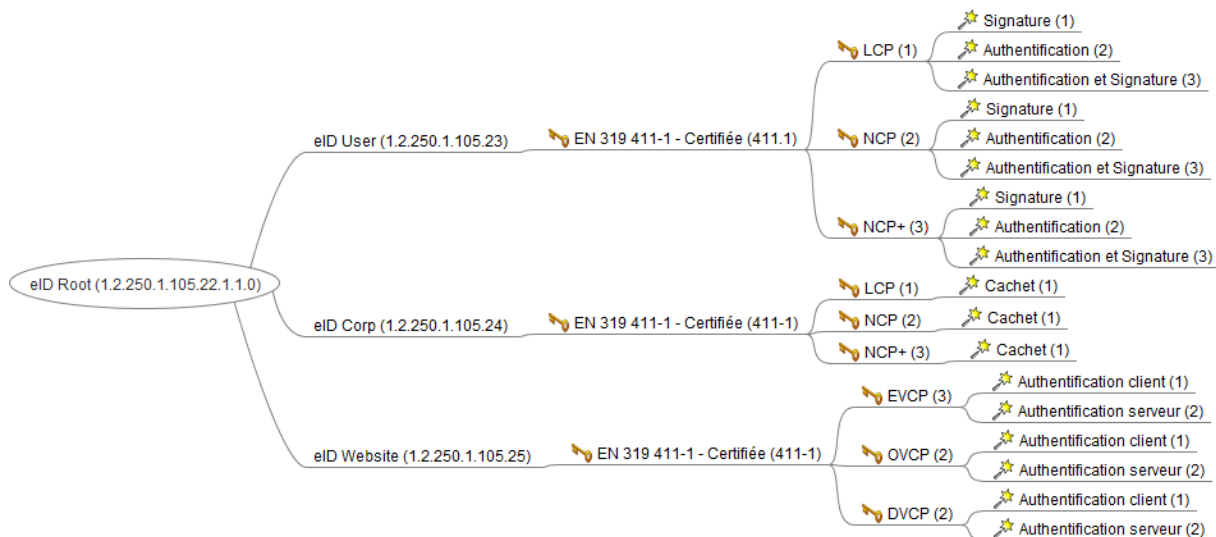 eID Root (1.2.250.1.105.22.1.1.0)
eID User (1.2.250.1.105.23)
EN 319 411-1 - Certifiée (411.1)
LCP (1)
Signature (1)
Authentification (2)
Authentification et Signature (3)
NCP (2)
Signature (1)
Authentification (2)
Authentification et Signature (3)
NCP+ (3)
Signature (1)
Authentification (2)
Authentification et Signature (3)
eID Corp (1.2.250.1.105.24)
EN 319 411-1 - Certifiée (411-1)
LCP (1)
Cachet (1)
NCP (2)
Cachet (1)
NCP+ (3)
Cachet (1)
eID Website (1.2.250.1.105.25)
EN 319 411-1 - Certifiée (411-1)
EVCP (3)
Authentification client (1)
Authentification serveur (2)
OVCP (2)
Authentification client (1)
Authentification serveur (2)
DVCP (2)
Authentification client (1)
Authentification serveur (2)